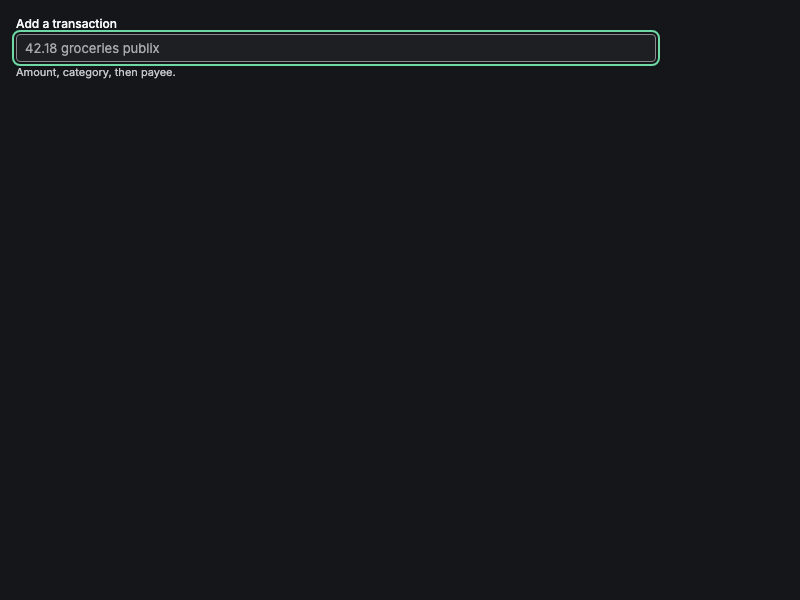 Add a transaction
42.18 groceries publix
Amount, category, then payee.